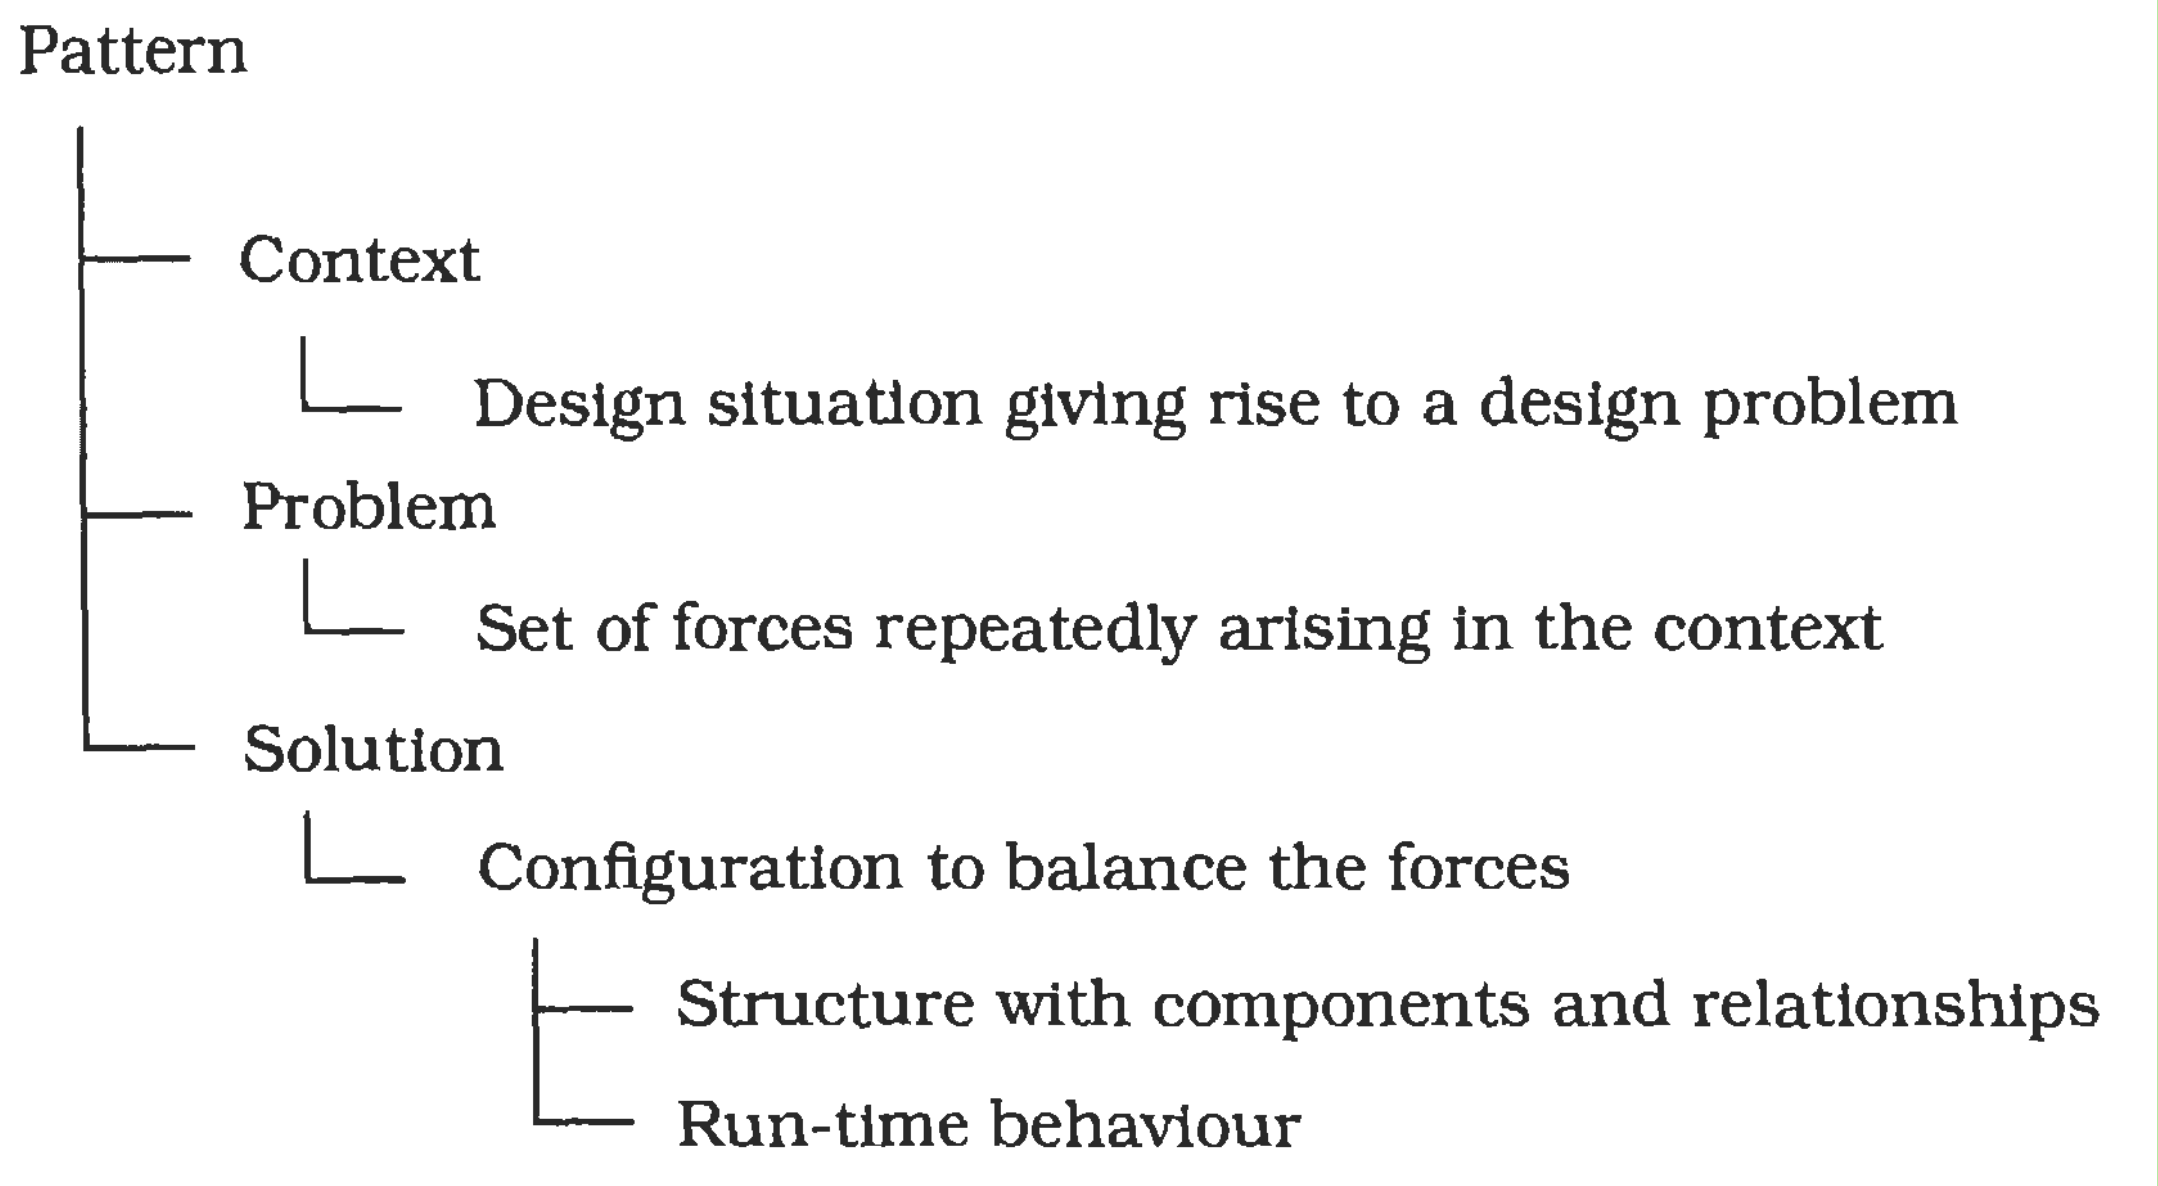 Pattern
Context
Design situation giving rise to a design problem
Problem
Set of forces repeatedly arising in the context
Solution
Configuration to balance the forces
Structure with components and relationships
Run-time behaviour